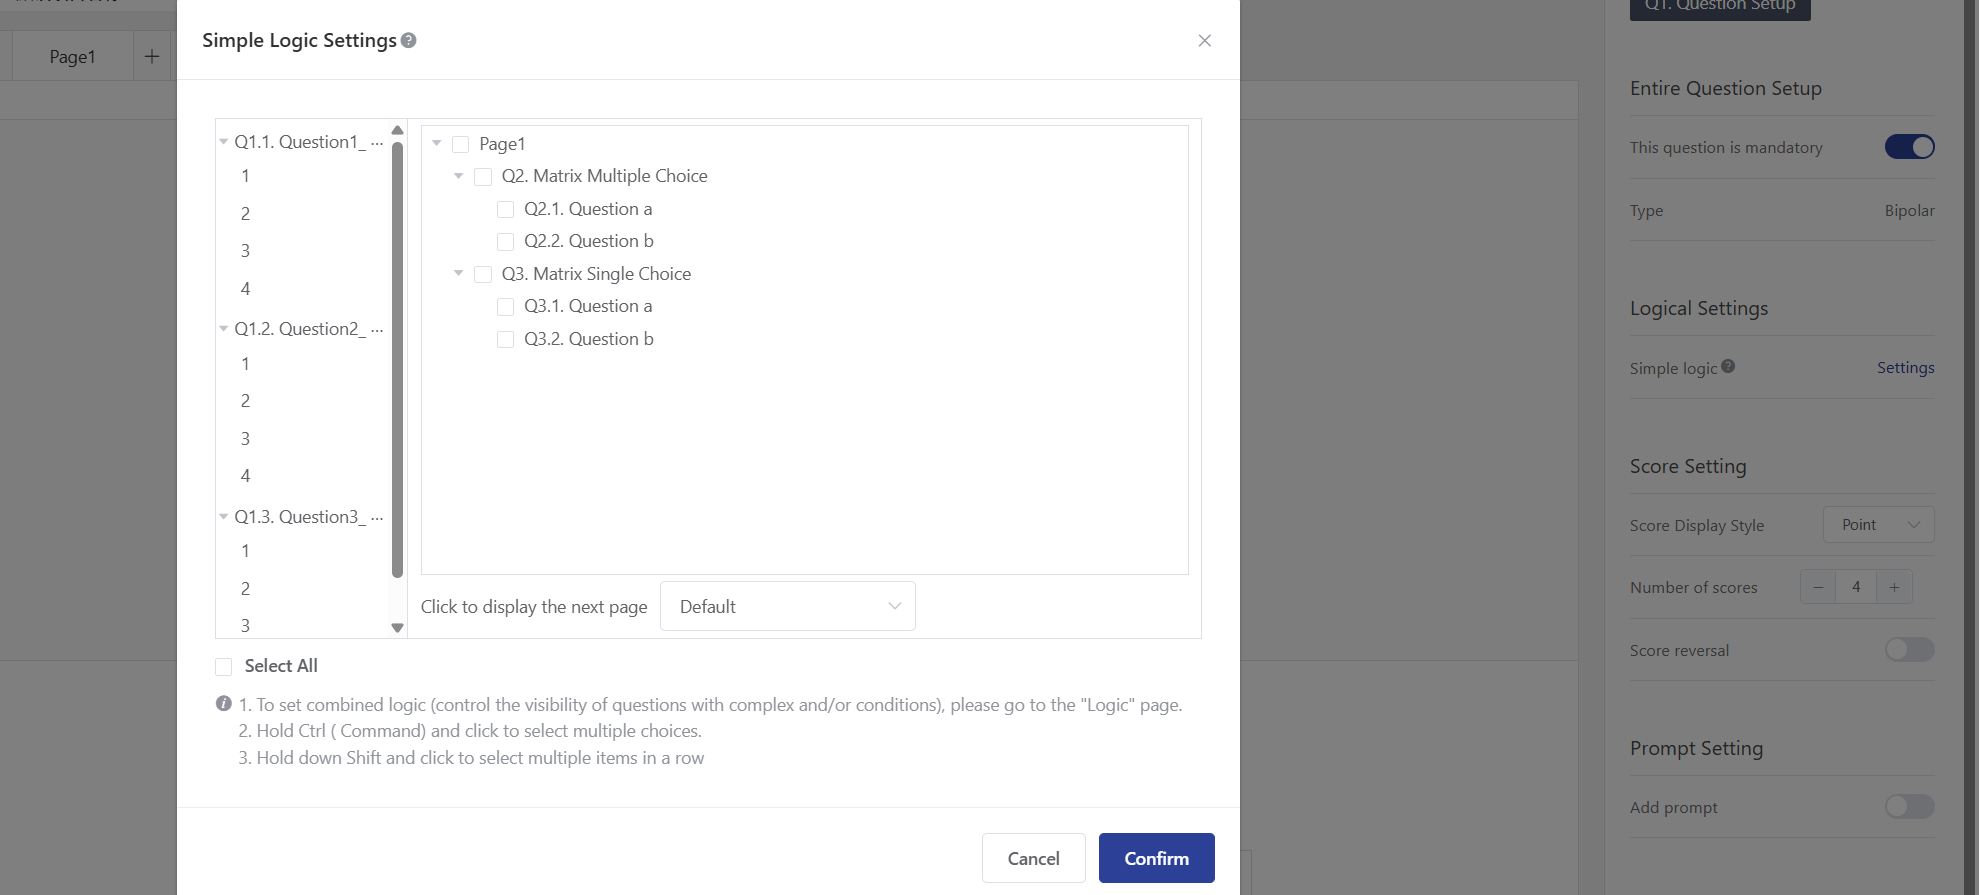 Simple Logic Settings
Page1
Q1.1. Question1_ ...
1
2
3
4
Q1.2. Question2_ ...
1
2
3
4
Q1.3. Question3_ ...
1
2
3
Page1
Q2. Matrix Multiple Choice
Q2.1. Question a
Q2.2. Question b
Q3. Matrix Single Choice
Q3.1. Question a
Q3.2. Question b
Click to display the next page Default
Select All
1. To set combined logic (control the visibility of questions with complex and/or conditions), please go to the "Logic" page.
2. Hold Ctrl ( Command) and click to select multiple choices.
3. Hold down Shift and click to select multiple items in a row
Cancel Confirm
Q1. Question Setup
Entire Question Setup
This question is mandatory
Type Bipolar
Logical Settings
Simple logic Settings
Score Setting
Score Display Style Point
Number of scores − 4 +
Score reversal
Prompt Setting
Add prompt